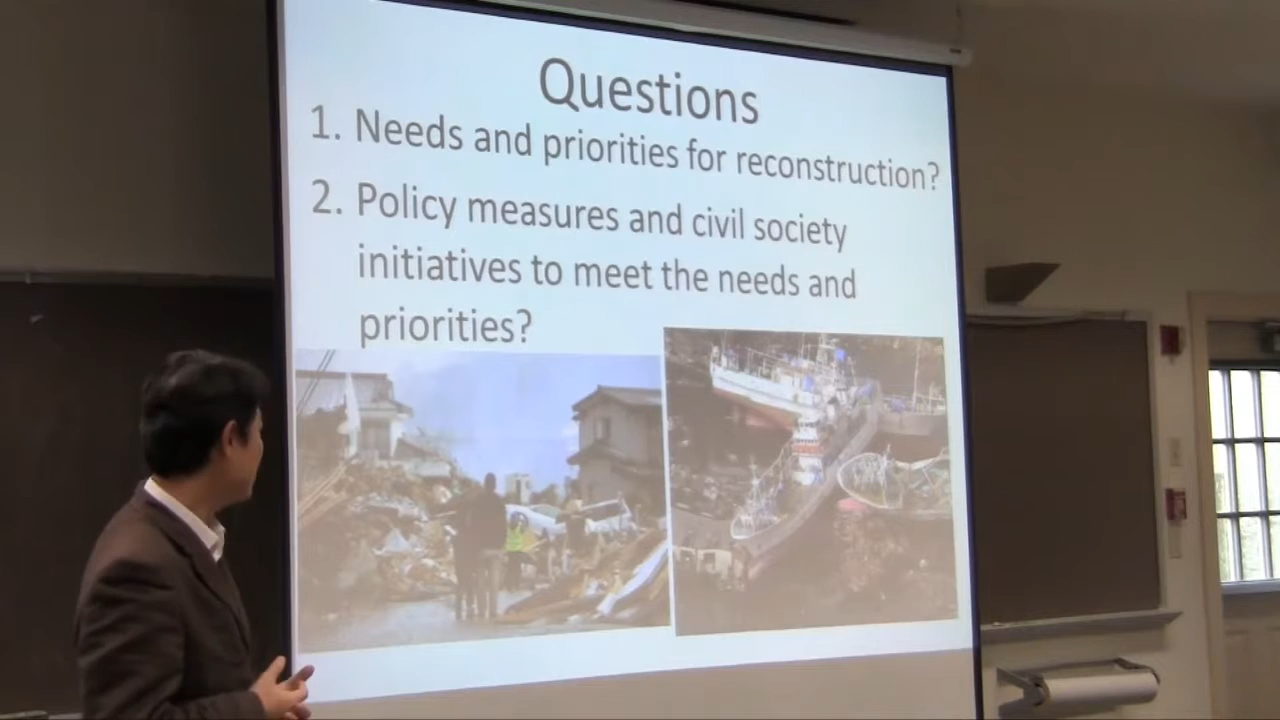 Questions
1. Needs and priorities for reconstruction?
2. Policy measures and civil society
initiatives to meet the needs and
priorities?